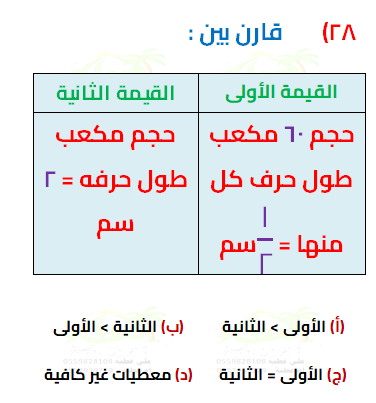 ٢٨) قارن بين :
القيمة الأولى
القيمة الثانية
حجم ٦٠ مكعب
طول حرف كل
منها = ١/٢ سم
حجم مكعب
طول حرفه = ٢
سم
(أ) الأولى > الثانية
(ب) الثانية > الأولى
(ج) الأولى = الثانية
(د) معطيات غير كافية